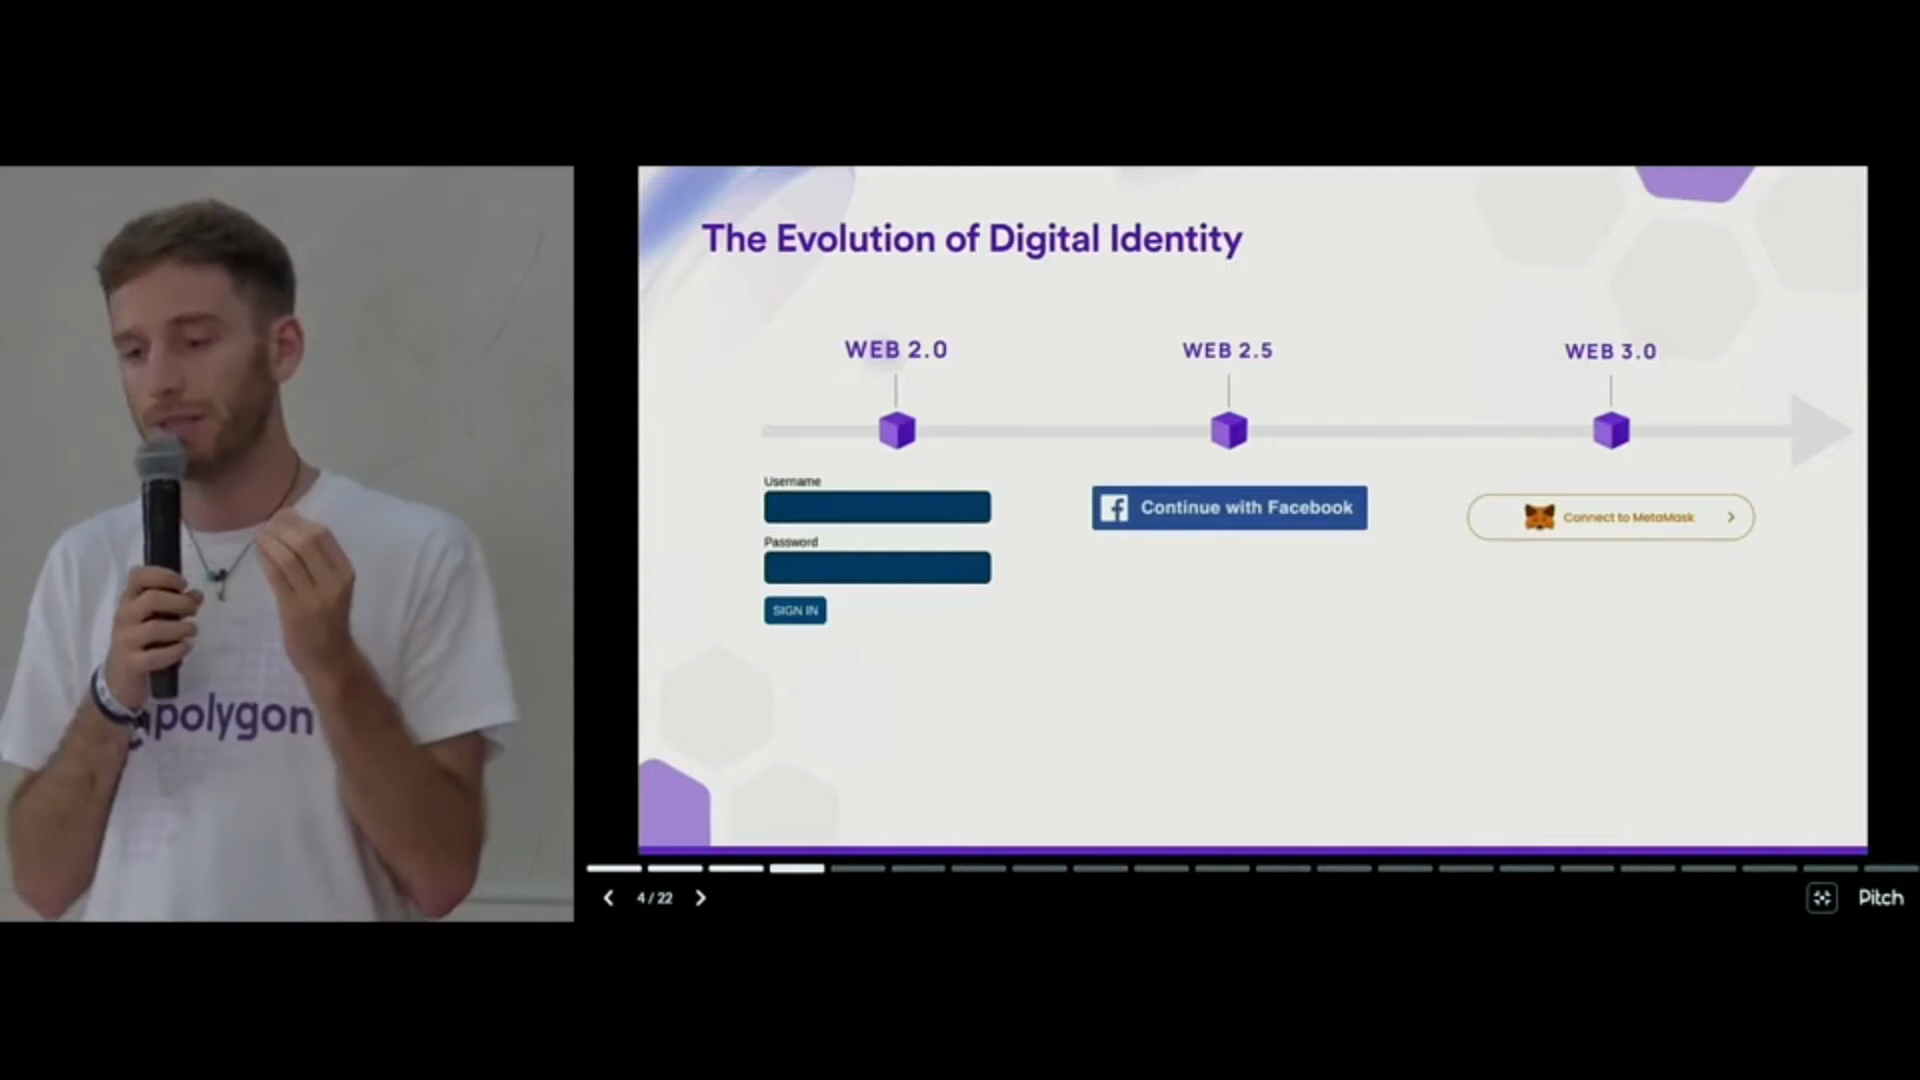 The Evolution of Digital Identity
WEB 2.0
WEB 2.5
WEB 3.0
Username
Password
SIGN IN
f Continue with Facebook
Connect to MetaMask
polygon
4 / 22
Pitch